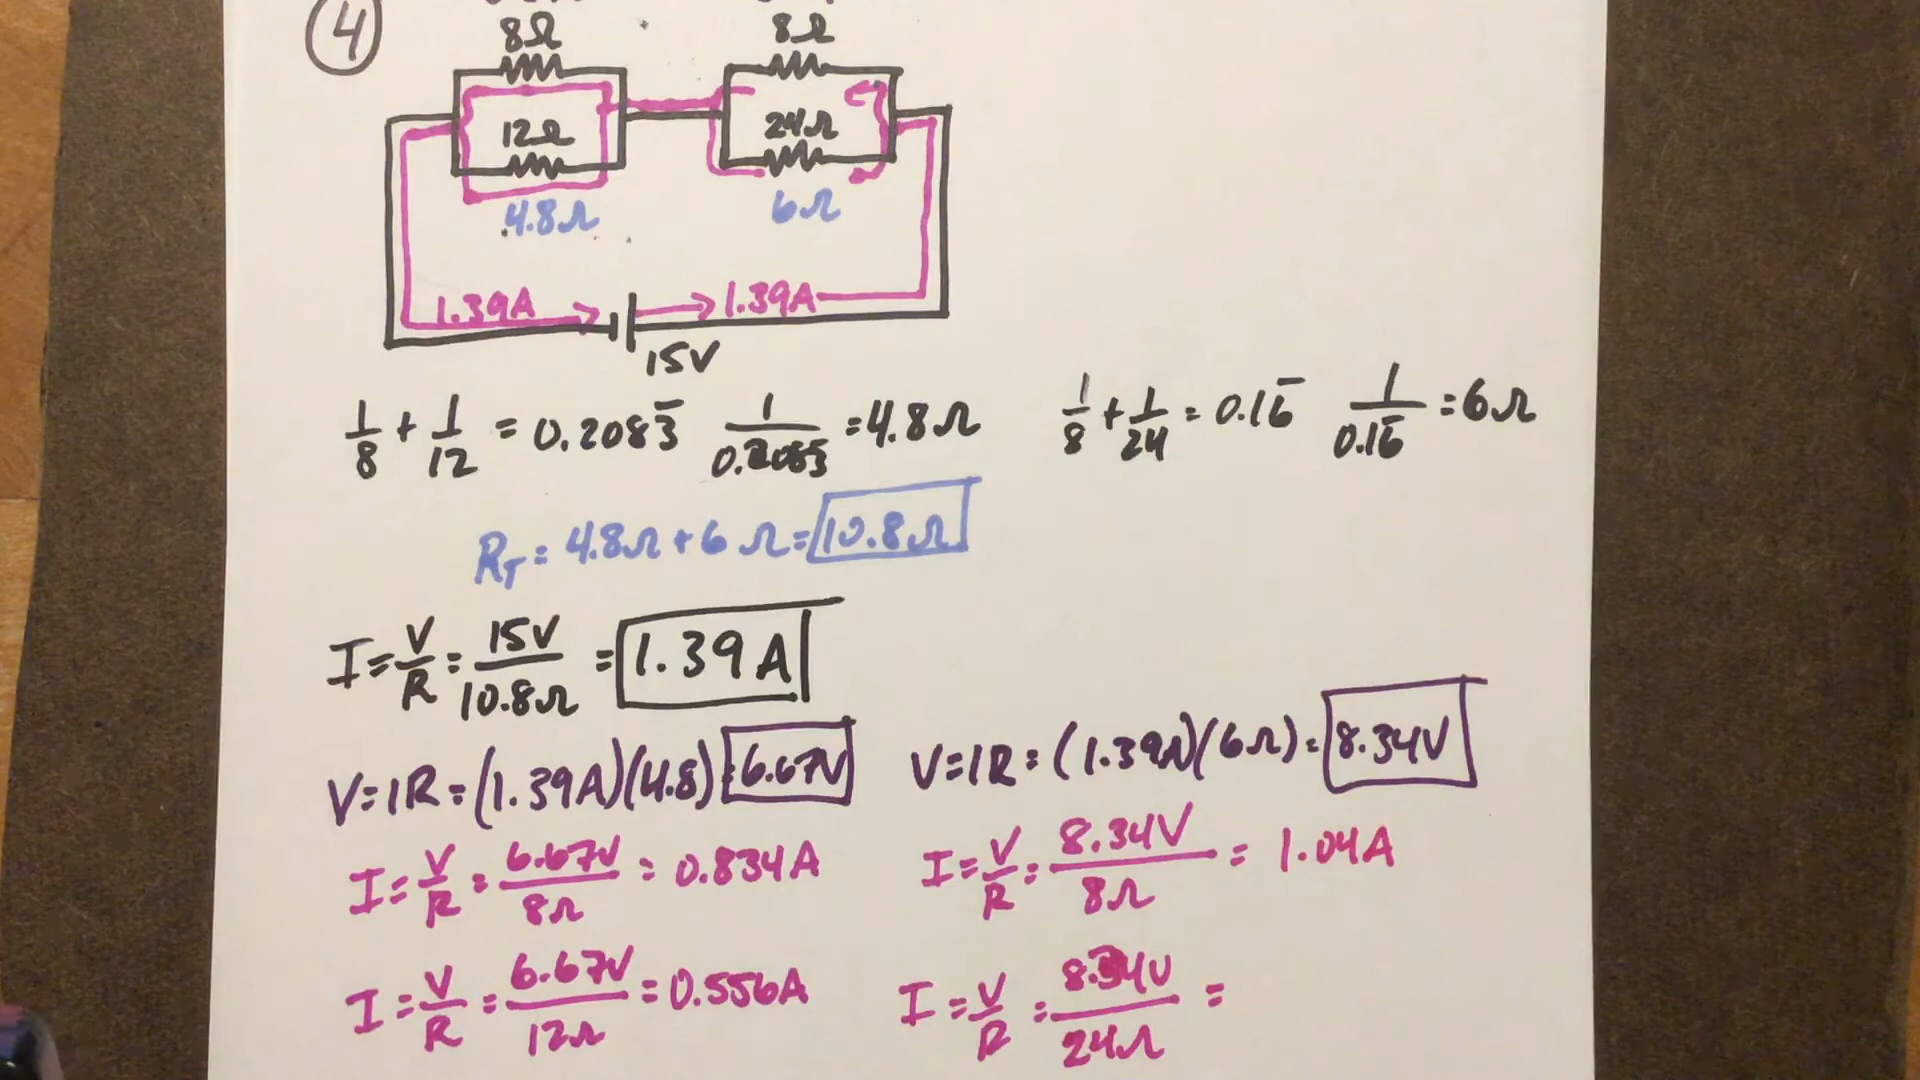 4
8Ω 8Ω
12Ω 24Ω
4.8Ω 6Ω
1.39A 1.39A
15V
1/8 + 1/12 = 0.2083̅ 1/0.2083̅ = 4.8Ω
1/8 + 1/24 = 0.16̅ 1/0.16̅ = 6Ω
R_T = 4.8Ω + 6Ω = 10.8Ω
I = V/R = 15V/10.8Ω = 1.39A
V = IR = (1.39A)(4.8) = 6.67V
V = IR = (1.39A)(6Ω) = 8.34V
I = V/R = 6.67V/8Ω = 0.834A
I = V/R = 8.34V/8Ω = 1.04A
I = V/R = 6.67V/12Ω = 0.556A
I = V/R = 8.34V/24Ω =